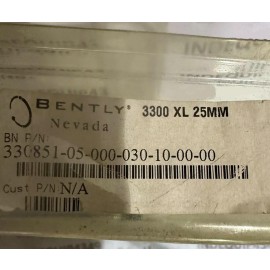 BENTLY 3300 XL 25MM
Nevada
BN P/N:
330851-05-000-030-10-00-00
Cust P/N N/A